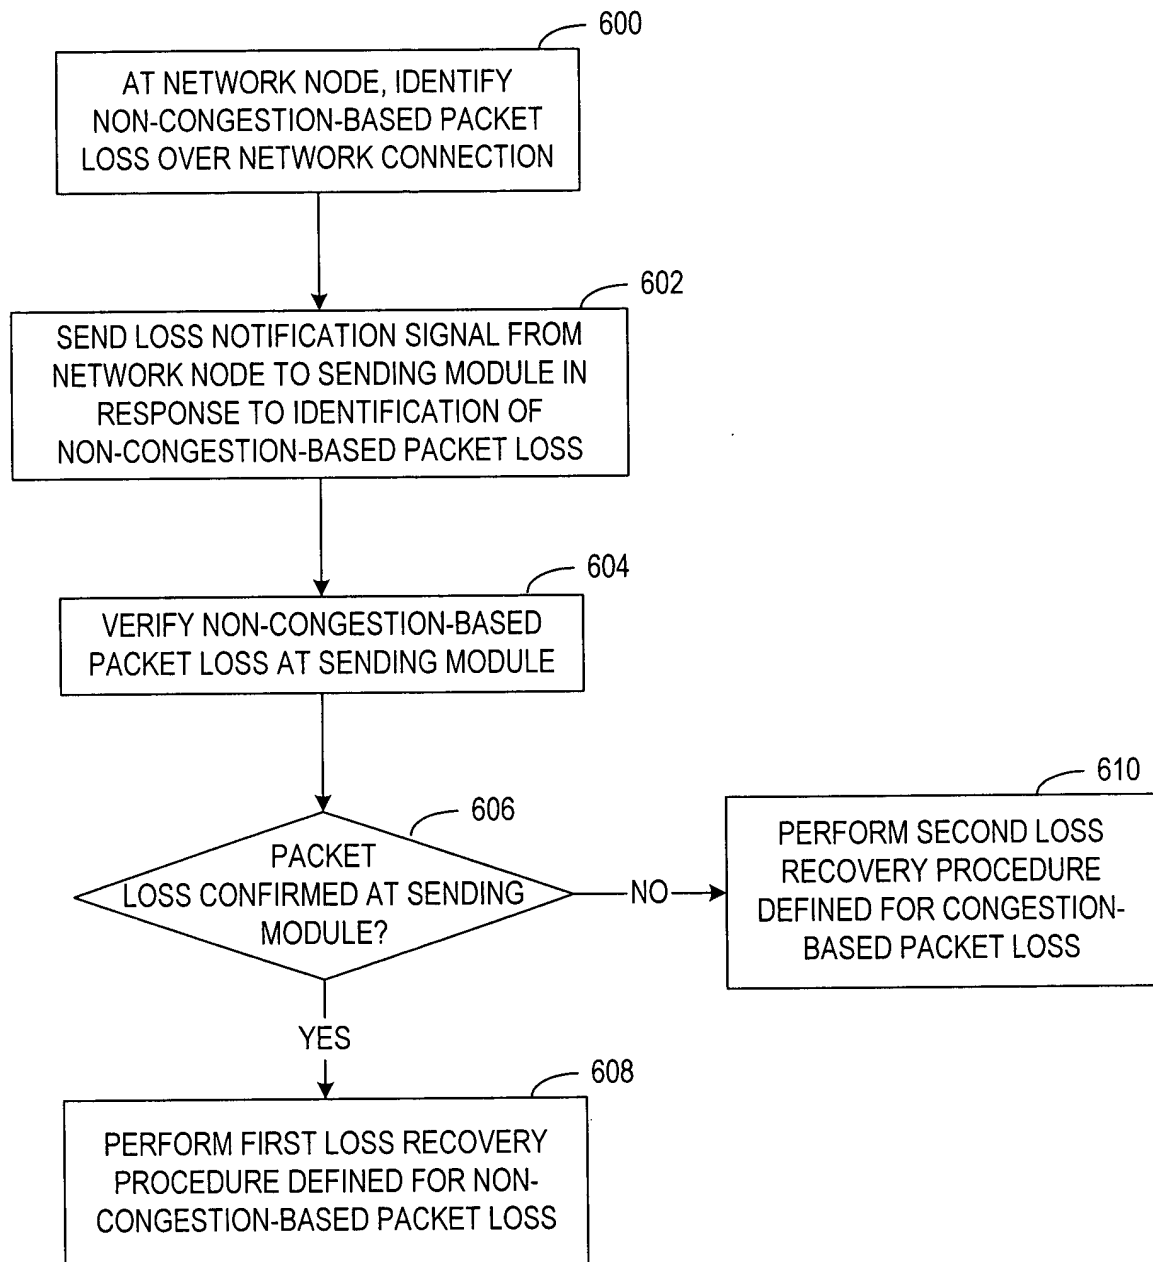 600
AT NETWORK NODE, IDENTIFY
NON-CONGESTION-BASED PACKET
LOSS OVER NETWORK CONNECTION
602
SEND LOSS NOTIFICATION SIGNAL FROM
NETWORK NODE TO SENDING MODULE IN
RESPONSE TO IDENTIFICATION OF
NON-CONGESTION-BASED PACKET LOSS
604
VERIFY NON-CONGESTION-BASED
PACKET LOSS AT SENDING MODULE
606
PACKET
LOSS CONFIRMED AT SENDING
MODULE?
NO
610
PERFORM SECOND LOSS
RECOVERY PROCEDURE
DEFINED FOR CONGESTION-
BASED PACKET LOSS
YES
608
PERFORM FIRST LOSS RECOVERY
PROCEDURE DEFINED FOR NON-
CONGESTION-BASED PACKET LOSS